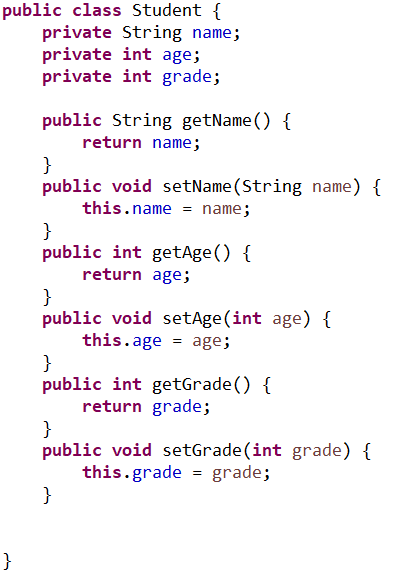 public class Student {
    private String name;
    private int age;
    private int grade;

    public String getName() {
        return name;
    }
    public void setName(String name) {
        this.name = name;
    }
    public int getAge() {
        return age;
    }
    public void setAge(int age) {
        this.age = age;
    }
    public int getGrade() {
        return grade;
    }
    public void setGrade(int grade) {
        this.grade = grade;
    }


}